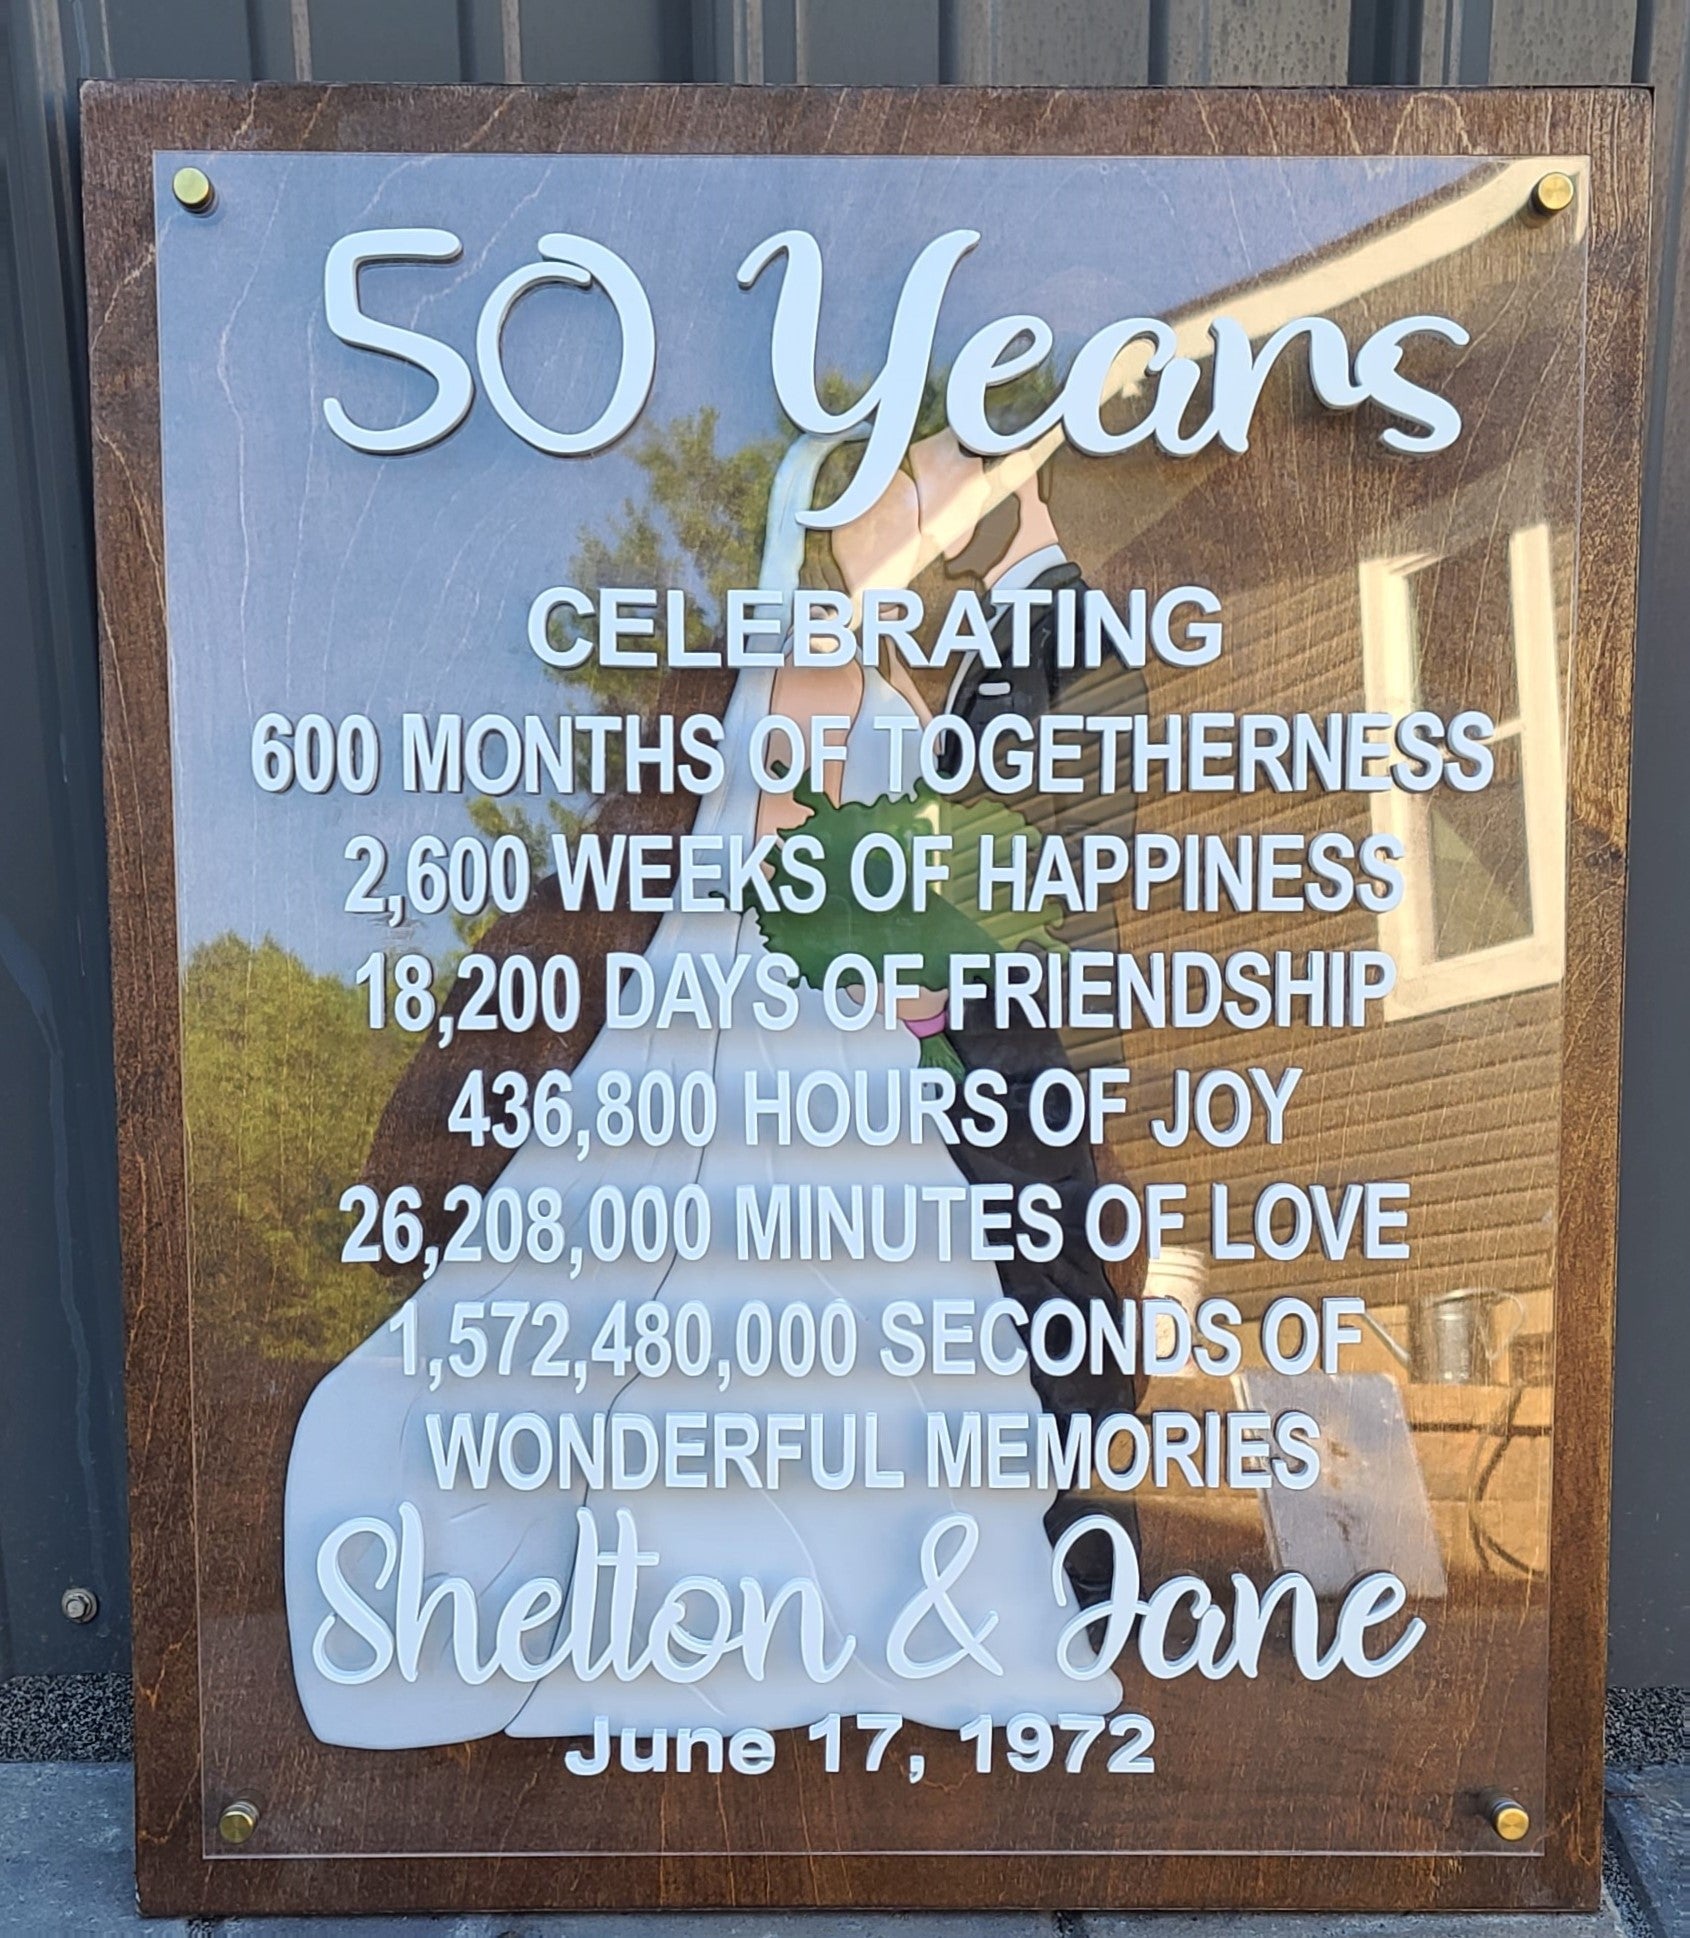 50 Years
CELEBRATING
600 MONTHS OF TOGETHERNESS
2,600 WEEKS OF HAPPINESS
18,200 DAYS OF FRIENDSHIP
436,800 HOURS OF JOY
26,208,000 MINUTES OF LOVE
1,572,480,000 SECONDS OF
WONDERFUL MEMORIES
Shelton & Jane
June 17, 1972